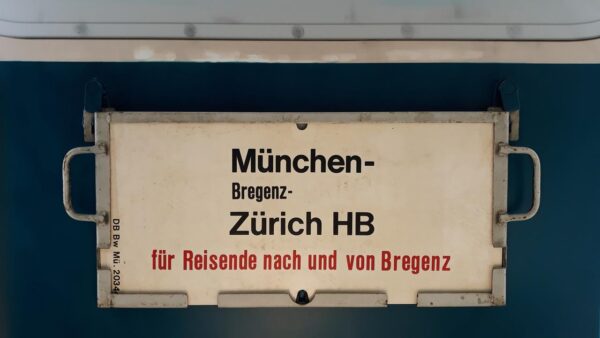 München-
Bregenz-
Zürich HB
für Reisende nach und von Bregenz
DB Bw Mü. 2034